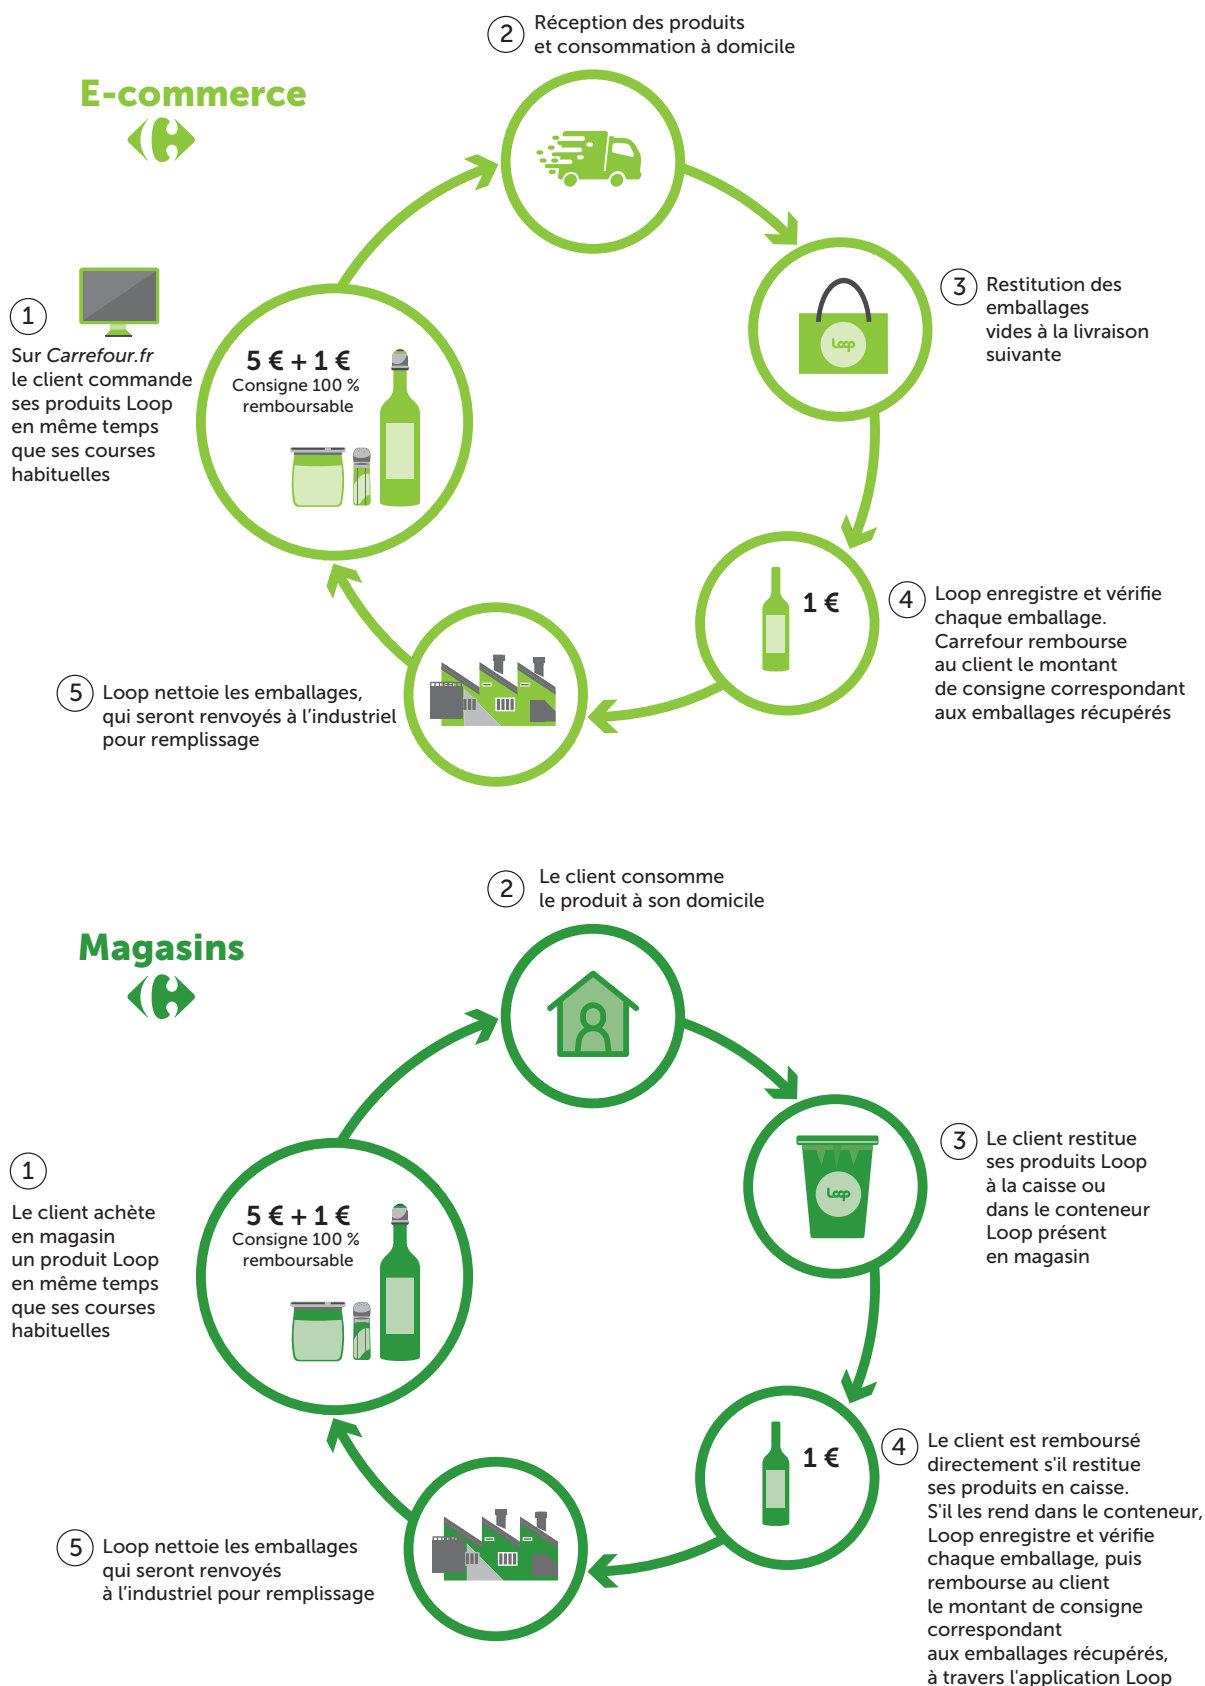 E-commerce
2
Réception des produits
et consommation à domicile
1
Sur Carrefour.fr
le client commande
ses produits Loop
en même temps
que ses courses
habituelles
5 € + 1 €
Consigne 100 %
remboursable
Loop
3
Restitution des
emballages
vides à la livraison
suivante
1 €
4
Loop enregistre et vérifie
chaque emballage.
Carrefour rembourse
au client le montant
de consigne correspondant
aux emballages récupérés
5
Loop nettoie les emballages,
qui seront renvoyés à l’industriel
pour remplissage
Magasins
2
Le client consomme
le produit à son domicile
1
Le client achète
en magasin
un produit Loop
en même temps
que ses courses
habituelles
5 € + 1 €
Consigne 100 %
remboursable
Loop
3
Le client restitue
ses produits Loop
à la caisse ou
dans le conteneur
Loop présent
en magasin
1 €
4
Le client est remboursé
directement s'il restitue
ses produits en caisse.
S'il les rend dans le conteneur,
Loop enregistre et vérifie
chaque emballage, puis
rembourse au client
le montant de consigne
correspondant
aux emballages récupérés,
à travers l'application Loop
5
Loop nettoie les emballages
qui seront renvoyés
à l’industriel pour remplissage